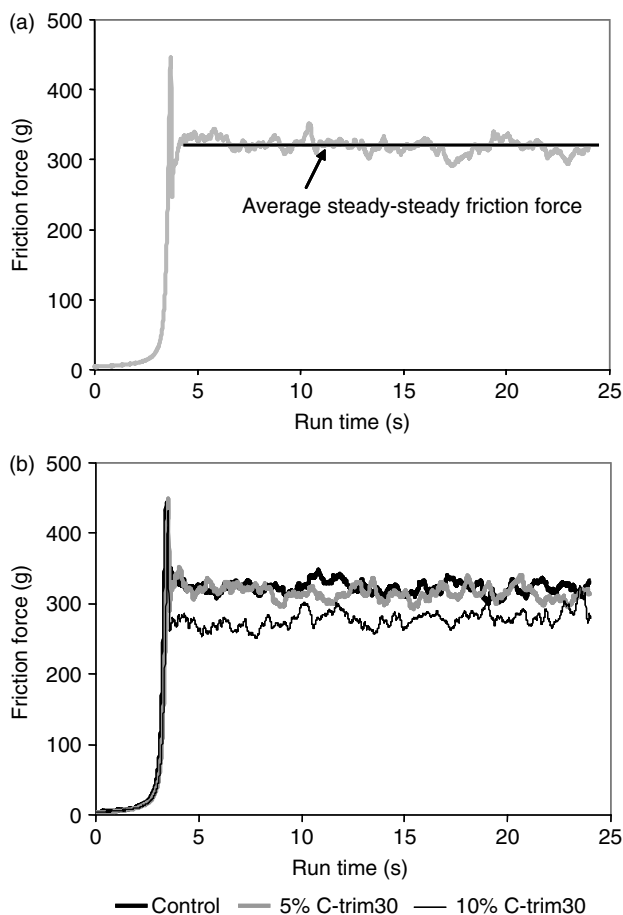 (a)
500
400
300
200
100
0
Friction force (g)
Average steady-steady friction force
0 5 10 15 20 25
Run time (s)
(b)
500
400
300
200
100
0
Friction force (g)
0 5 10 15 20 25
Run time (s)
Control 5% C-trim30 10% C-trim30